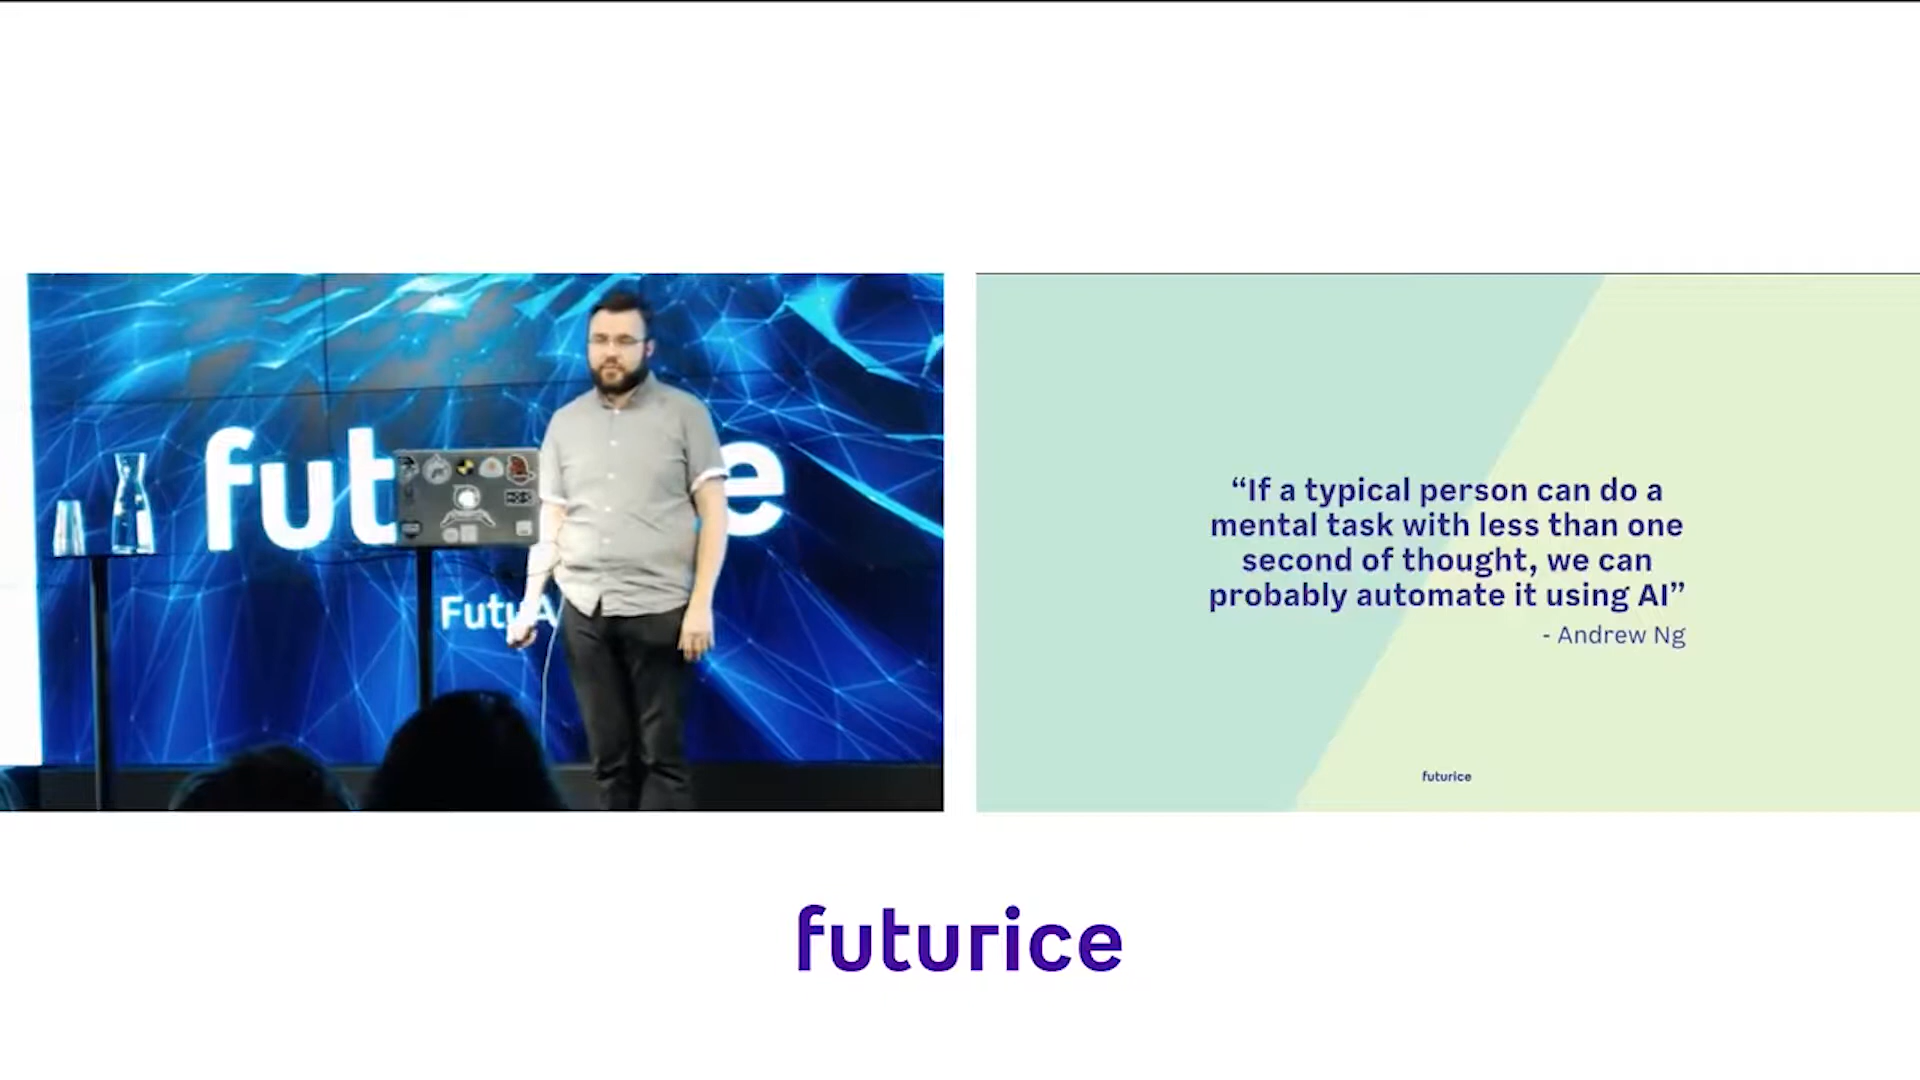 fut
e
Futu
“If a typical person can do a
mental task with less than one
second of thought, we can
probably automate it using AI”
- Andrew Ng
futurice
futurice